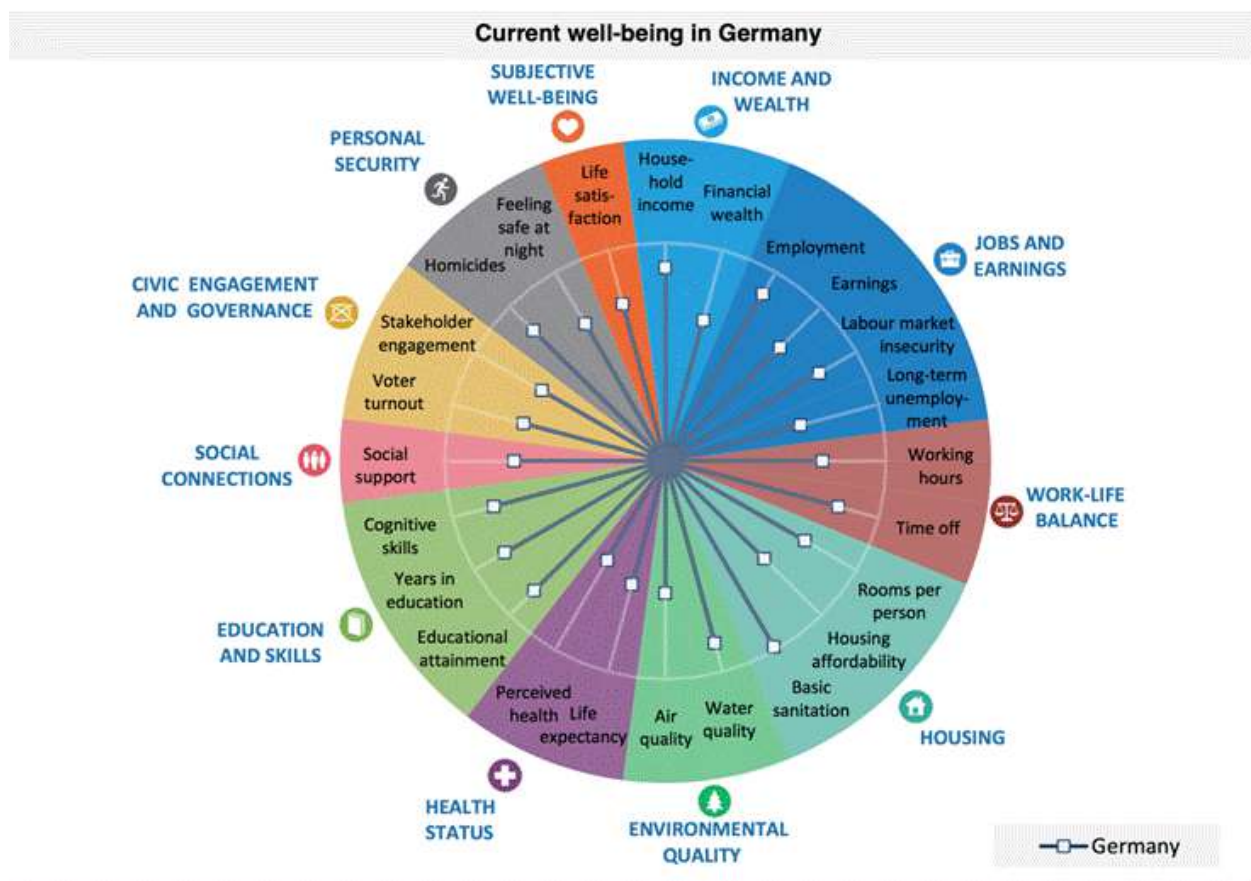 Current well-being in Germany
SUBJECTIVE
WELL-BEING
INCOME AND
WEALTH
PERSONAL
SECURITY
JOBS AND
EARNINGS
CIVIC ENGAGEMENT
AND GOVERNANCE
SOCIAL
CONNECTIONS
WORK-LIFE
BALANCE
EDUCATION
AND SKILLS
HOUSING
HEALTH
STATUS
ENVIRONMENTAL
QUALITY
Life
satis-
faction
House-
hold
income
Financial
wealth
Employment
Earnings
Labour market
insecurity
Long-term
unemploy-
ment
Working
hours
Time off
Rooms per
person
Housing
affordability
Basic
sanitation
Water
quality
Air
quality
Life
expectancy
Perceived
health
Educational
attainment
Years in
education
Cognitive
skills
Social
support
Voter
turnout
Stakeholder
engagement
Homicides
Feeling
safe at
night
Germany